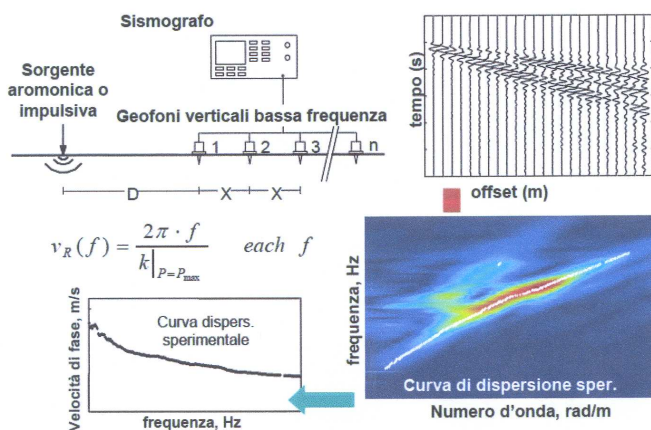 Sismografo
Sorgente
aromonica o
impulsiva
Geofoni verticali bassa frequenza
1 2 3 n
D X X
tempo (s)
offset (m)
v_R(f) = 2π · f / k|_{P=P_max} each f
Velocità di fase, m/s
Curva dispers.
sperimentale
frequenza, Hz
frequenza, Hz
Curva di dispersione sper.
Numero d'onda, rad/m